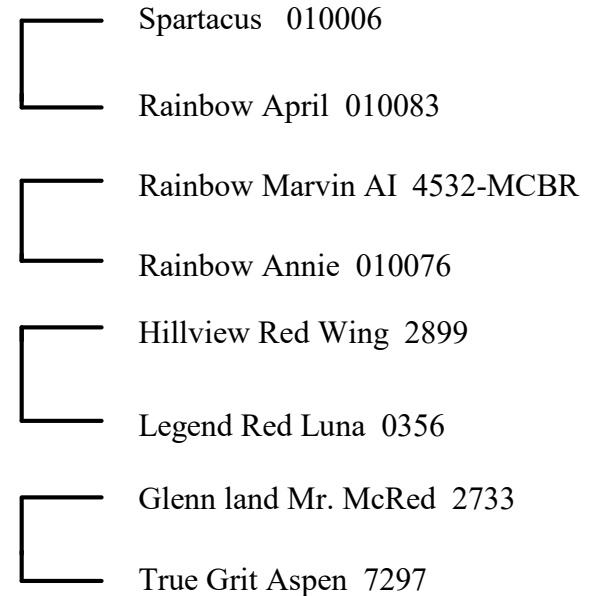 Spartacus 010006
Rainbow April 010083
Rainbow Marvin AI 4532-MCBR
Rainbow Annie 010076
Hillview Red Wing 2899
Legend Red Luna 0356
Glenn land Mr. McRed 2733
True Grit Aspen 7297